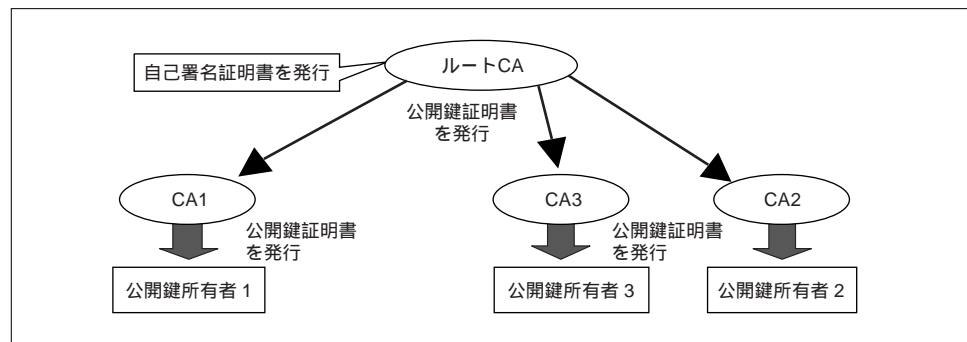 ルートCA
自己署名証明書を発行
公開鍵証明書
を発行
CA1
CA3
CA2
公開鍵証明書
を発行
公開鍵証明書
を発行
公開鍵所有者 1
公開鍵所有者 3
公開鍵所有者 2